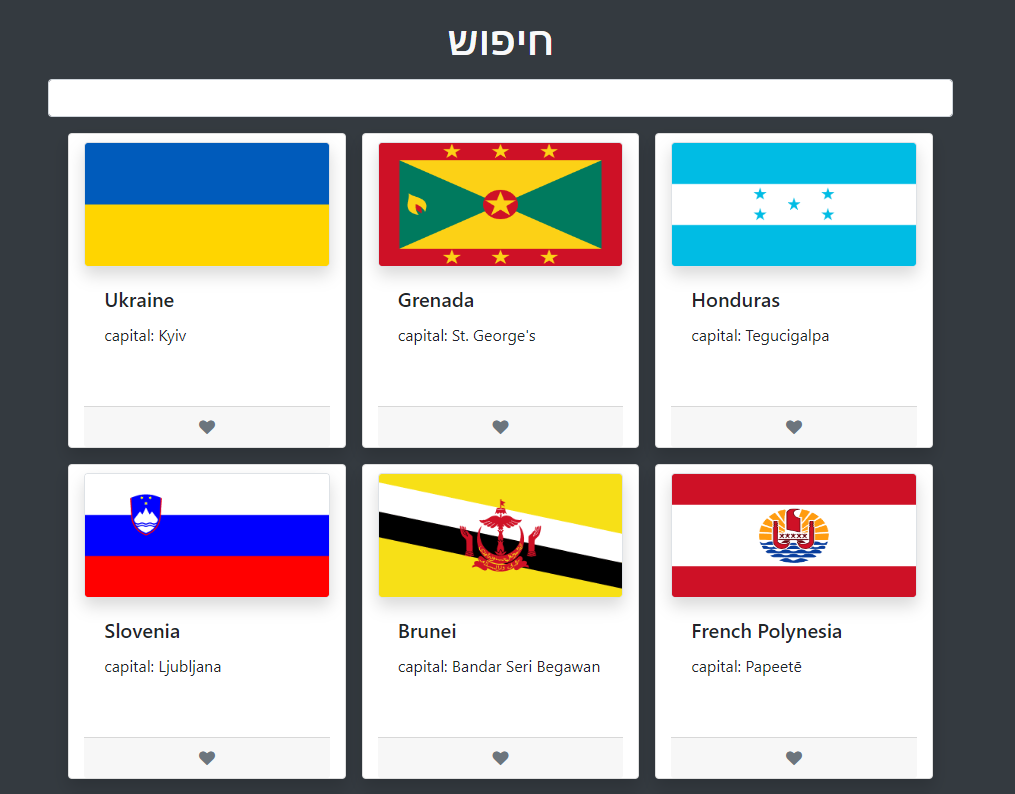 חיפוש
Ukraine
capital: Kyiv
Grenada
capital: St. George's
Honduras
capital: Tegucigalpa
Slovenia
capital: Ljubljana
Brunei
capital: Bandar Seri Begawan
French Polynesia
capital: Papeetē